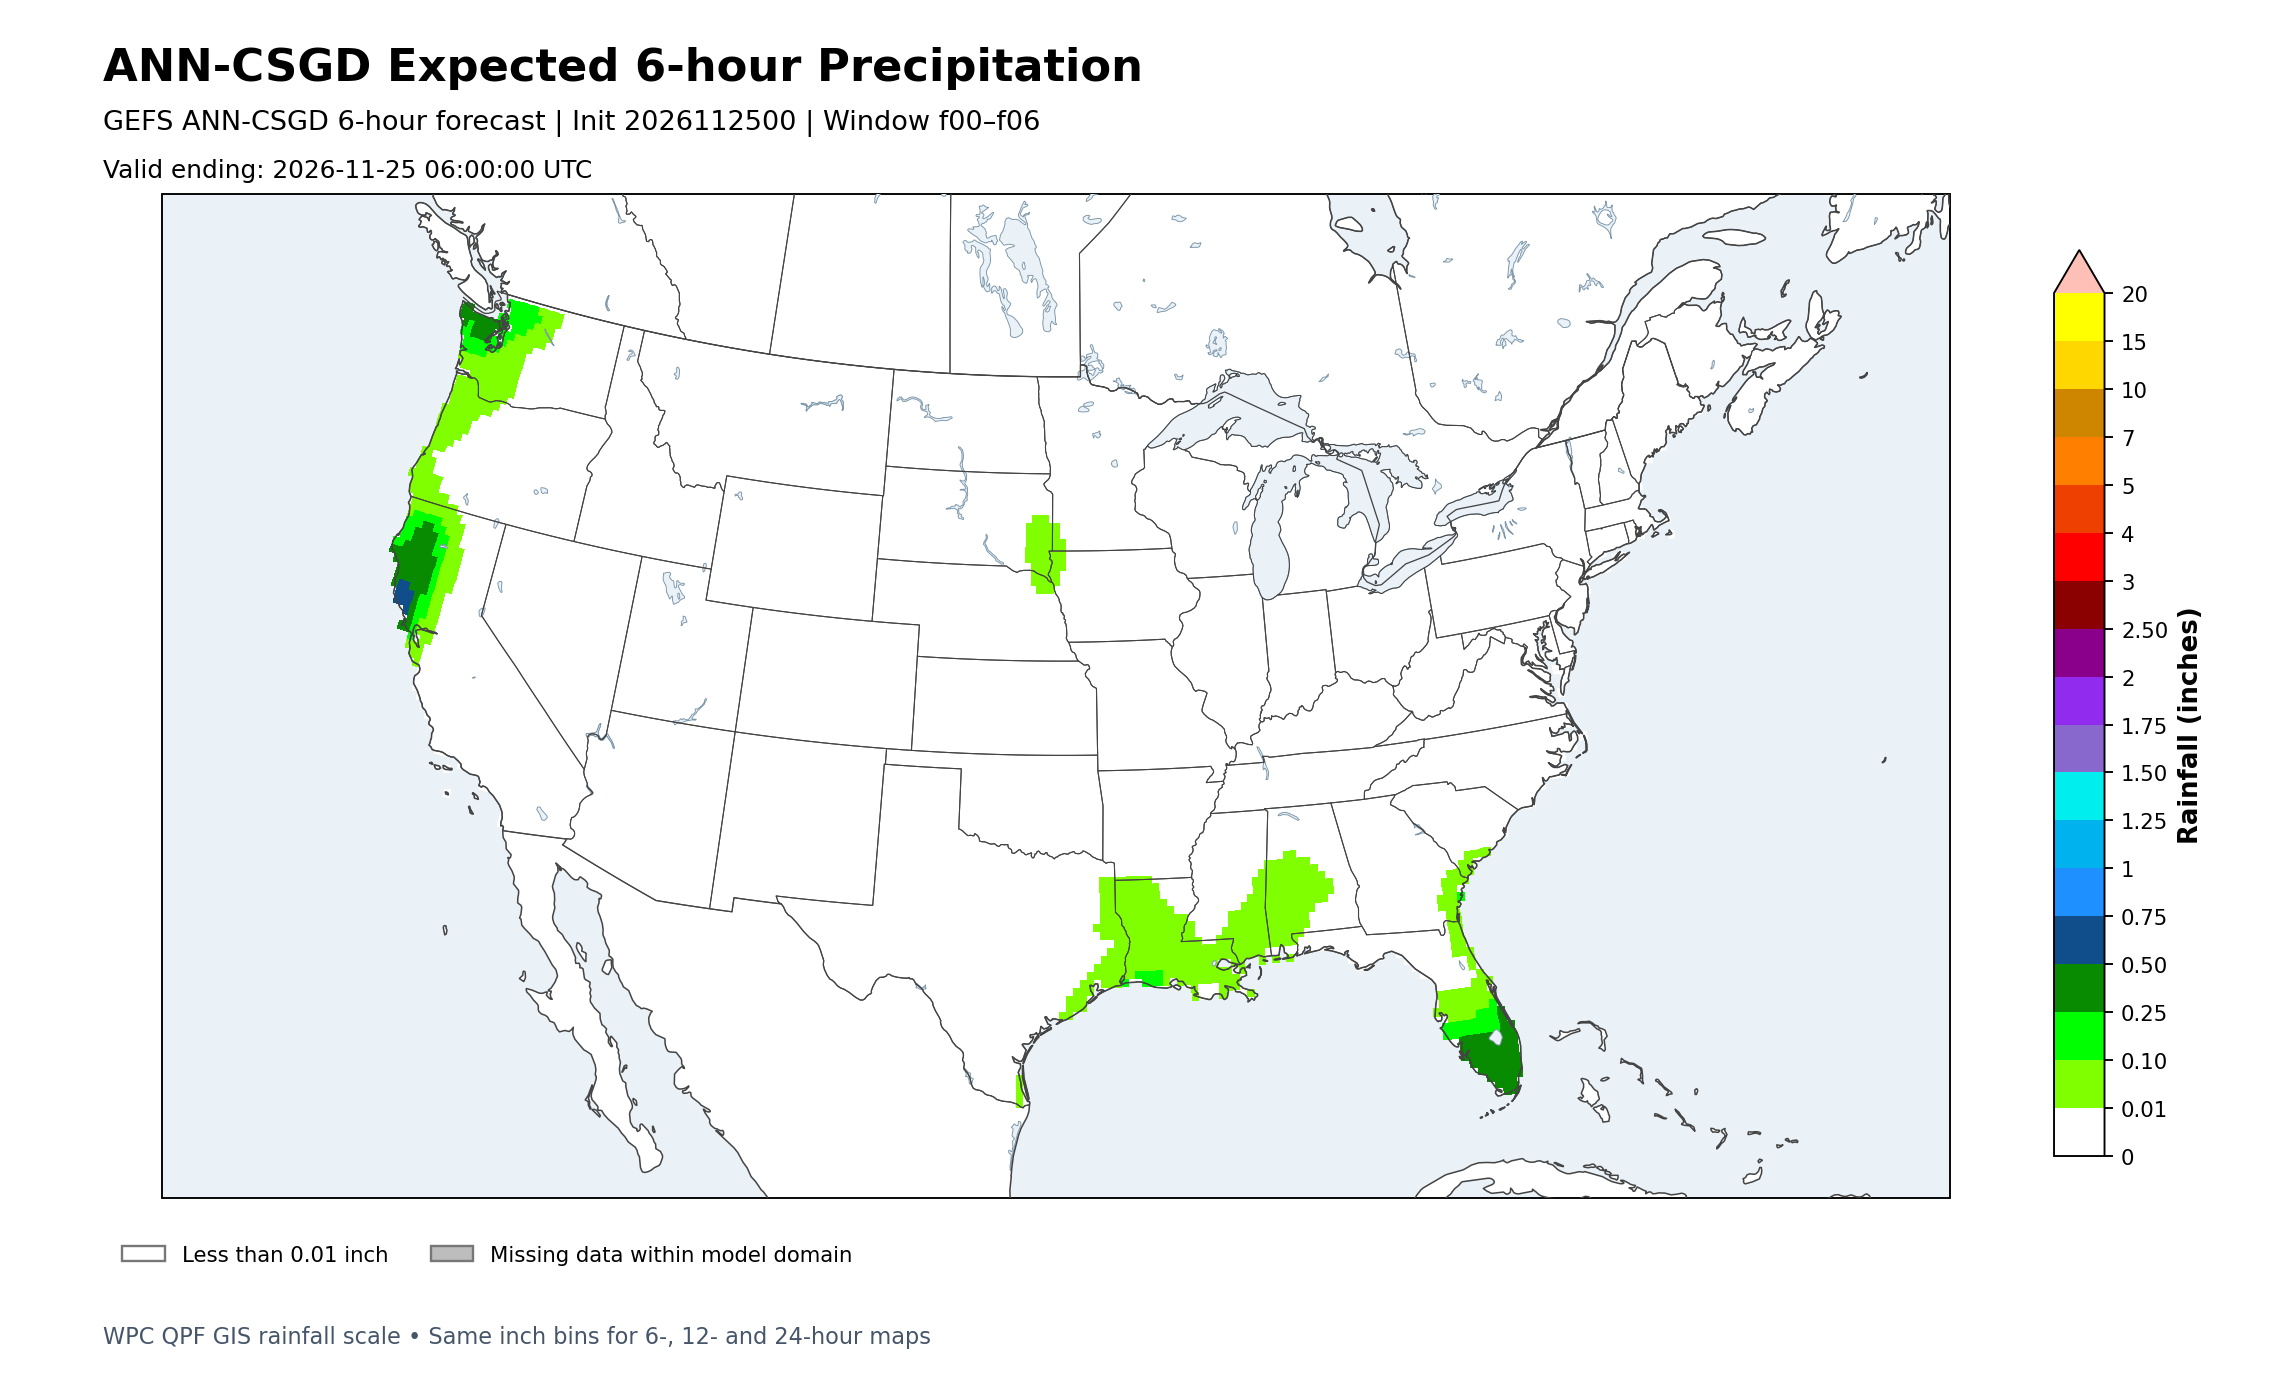 ANN-CSGD Expected 6-hour Precipitation
GEFS ANN-CSGD 6-hour forecast | Init 2026112500 | Window f00–f06
Valid ending: 2026-11-25 06:00:00 UTC
20
15
10
7
5
4
3
2.50
2
1.75
1.50
1.25
1
0.75
0.50
0.25
0.10
0.01
0
Rainfall (inches)
Less than 0.01 inch
Missing data within model domain
WPC QPF GIS rainfall scale • Same inch bins for 6-, 12- and 24-hour maps